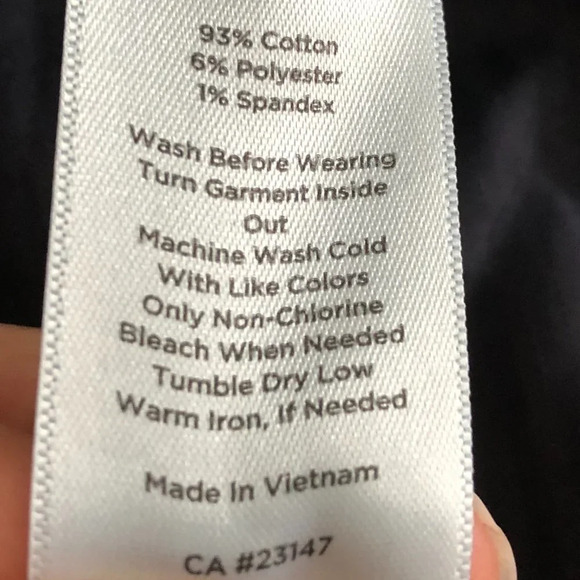 93% Cotton
6% Polyester
1% Spandex
Wash Before Wearing
Turn Garment Inside
Out
Machine Wash Cold
With Like Colors
Only Non-Chlorine
Bleach When Needed
Tumble Dry Low
Warm Iron, If Needed
Made In Vietnam
CA #23147